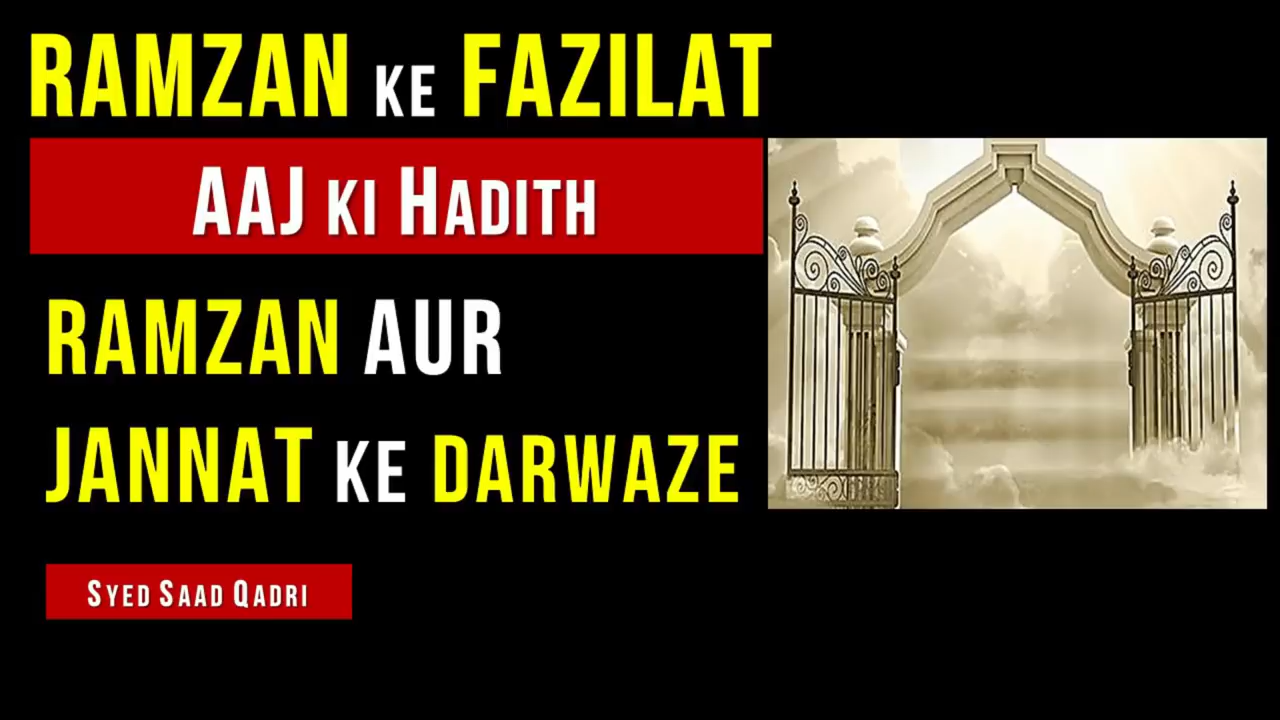 RAMZAN KE FAZILAT
AAJ KI HADITH
RAMZAN AUR
JANNAT KE DARWAZE
SYED SAAD QADRI